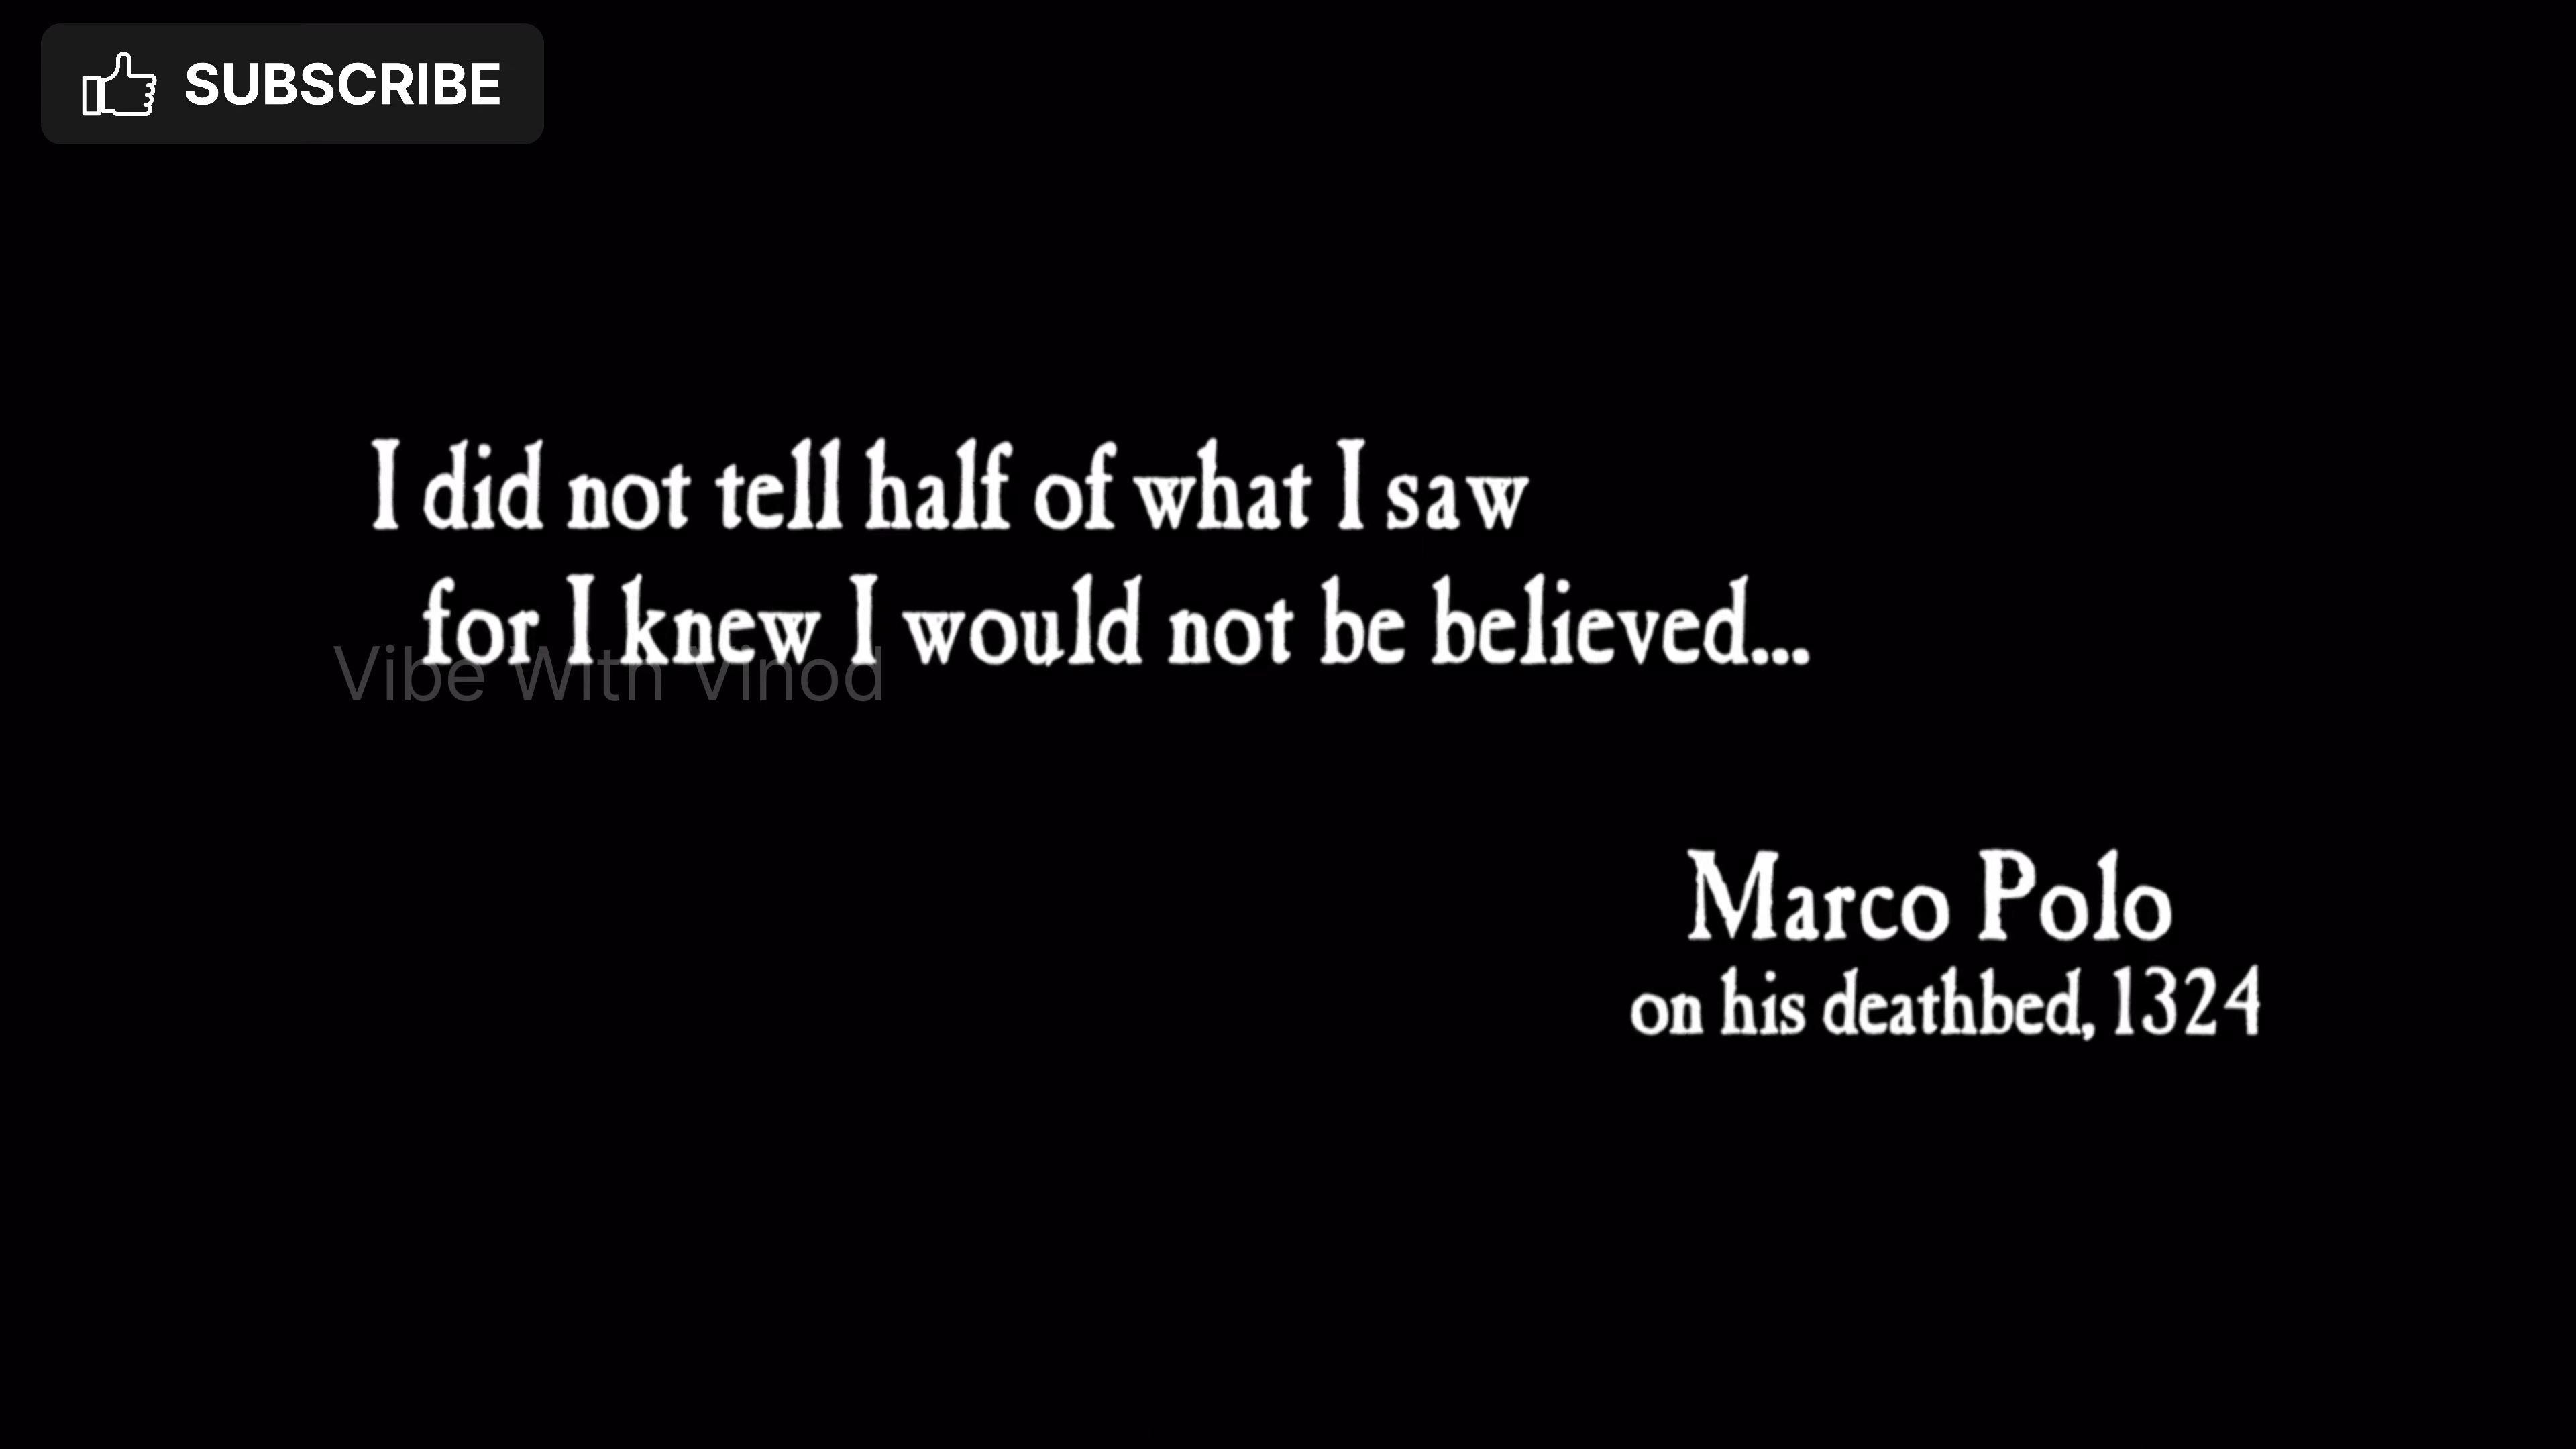 SUBSCRIBE
I did not tell half of what I saw
for I knew I would not be believed...
Vibe With Vinod
Marco Polo
on his deathbed, 1324